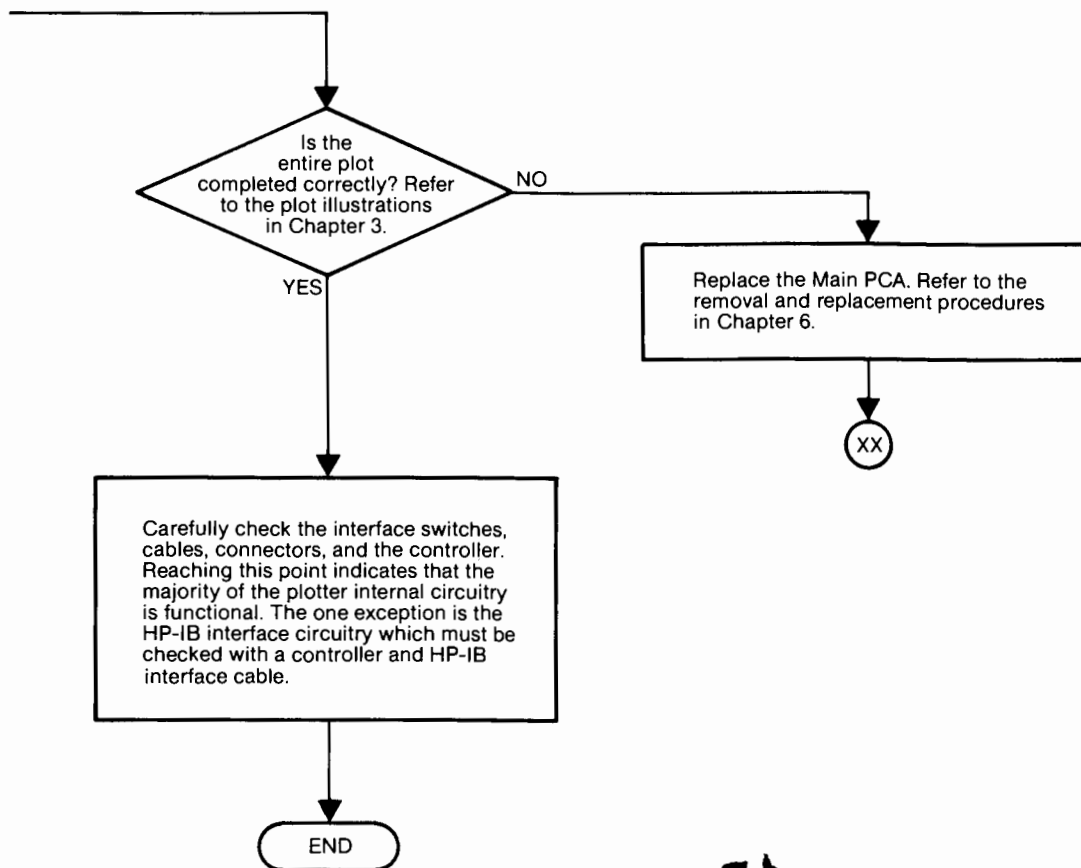 Is the
entire plot
completed correctly? Refer
to the plot illustrations
in Chapter 3.
NO
YES
Replace the Main PCA. Refer to the
removal and replacement procedures
in Chapter 6.
XX
Carefully check the interface switches,
cables, connectors, and the controller.
Reaching this point indicates that the
majority of the plotter internal circuitry
is functional. The one exception is the
HP-IB interface circuitry which must be
checked with a controller and HP-IB
interface cable.
END